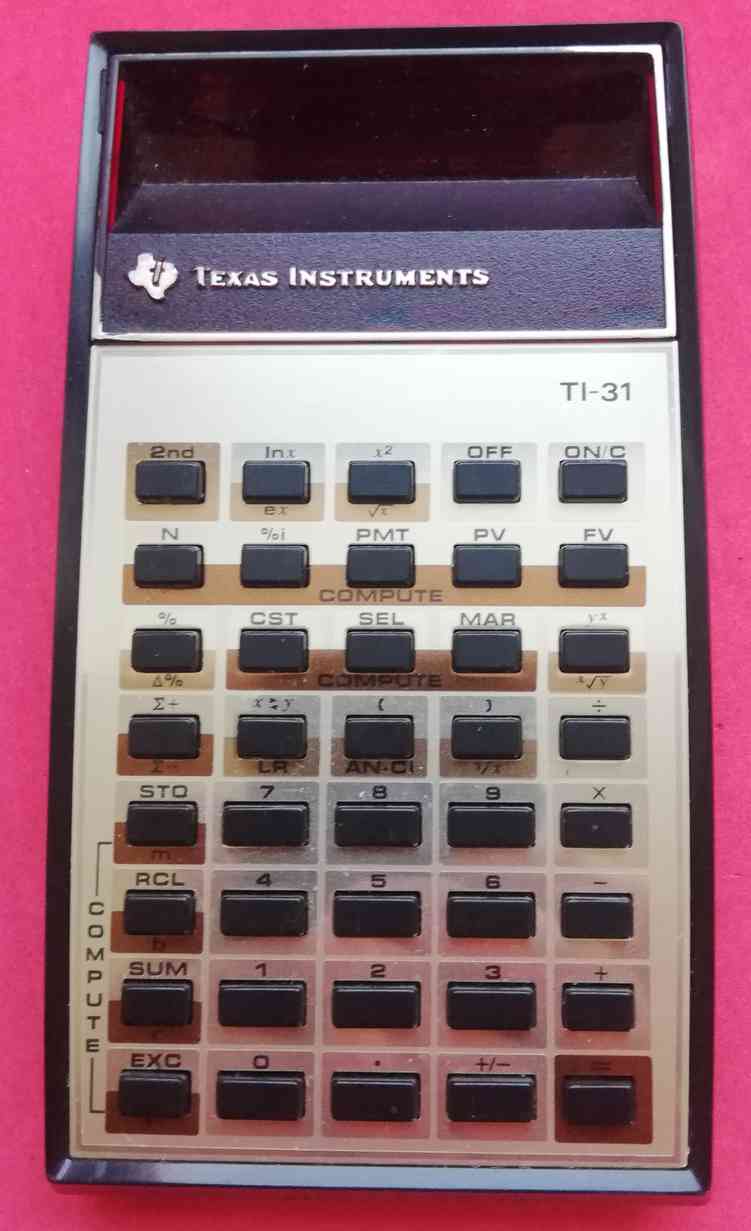 TEXAS INSTRUMENTS
TI-31
2nd lnx x² OFF ON/C
ex √x
N %i PMT PV FV
COMPUTE
% CST SEL MAR yx
Δ% COMPUTE x√y
Σ+ x⇄y ( ) ÷
Σ− LR AN-CI 1/x
STO 7 8 9 ×
m
RCL 4 5 6 −
b
SUM 1 2 3 +
EXC 0 . +/− =
COMPUTE